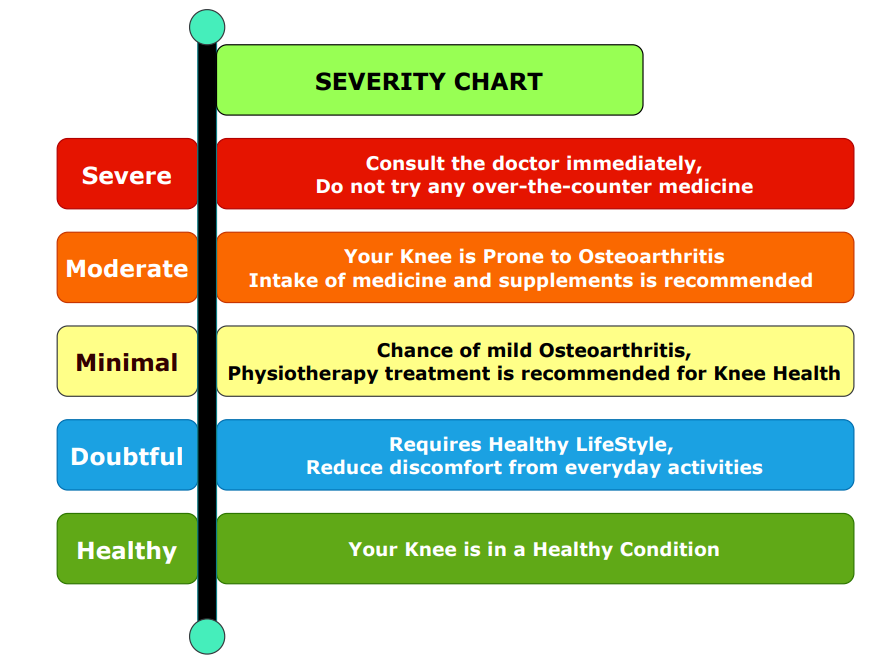 SEVERITY CHART
Severe
Consult the doctor immediately,
Do not try any over-the-counter medicine
Moderate
Your Knee is Prone to Osteoarthritis
Intake of medicine and supplements is recommended
Minimal
Chance of mild Osteoarthritis,
Physiotherapy treatment is recommended for Knee Health
Doubtful
Requires Healthy LifeStyle,
Reduce discomfort from everyday activities
Healthy
Your Knee is in a Healthy Condition